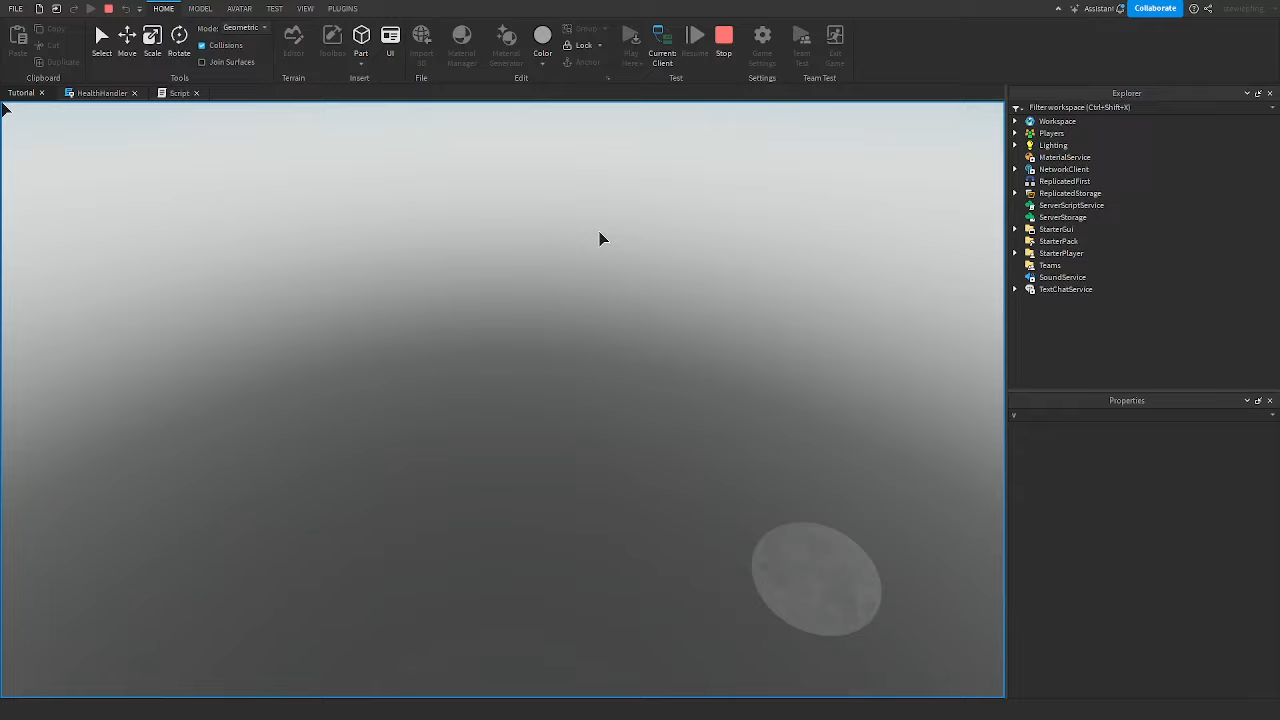 FILE HOME MODEL AVATAR TEST VIEW PLUGINS Assistant Collaborate stewiepfing
Paste Copy Cut Duplicate Clipboard
Select Move Scale Rotate Mode: Geometric Collisions Join Surfaces Tools
Editor Terrain
Toolbox Part UI Insert
Import 3D File
Material Manager Material Generator Color Group Lock Anchor Edit
Play Here Current: Client Resume Stop Test
Game Settings Settings
Team Test Exit Game Team Test
Tutorial HealthHandler Script
Explorer
Filter workspace (Ctrl+Shift+X)
Workspace
Players
Lighting
MaterialService
NetworkClient
ReplicatedFirst
ReplicatedStorage
ServerScriptService
ServerStorage
StarterGui
StarterPack
StarterPlayer
Teams
SoundService
TextChatService
Properties
v